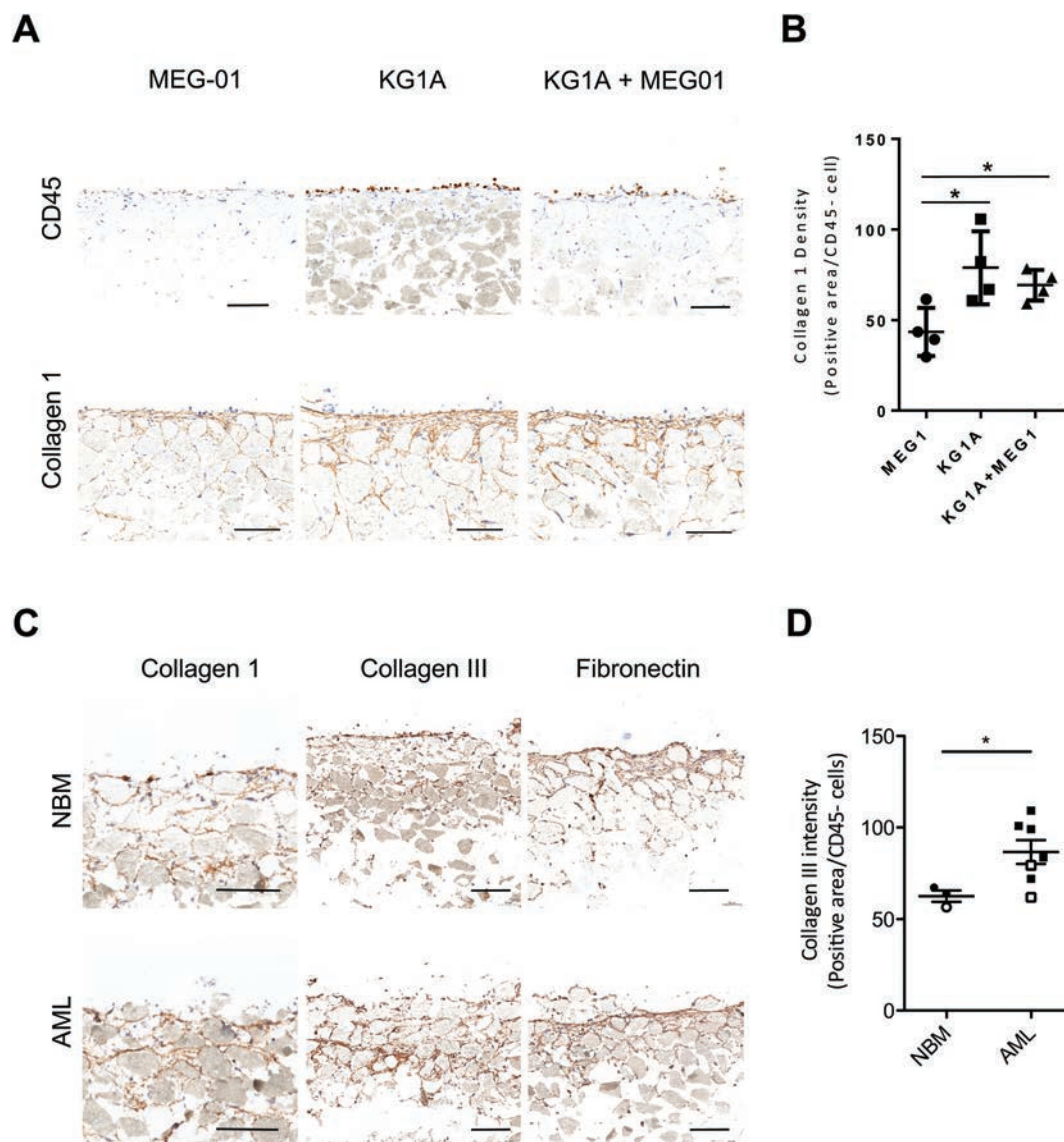 A
MEG-01
KG1A
KG1A + MEG01
CD45
Collagen 1
B
Collagen 1 Density
(Positive area/CD45- cell)
150
100
50
0
*
*
MEG1
KG1A
KG1A+MEG1
C
Collagen 1
Collagen III
Fibronectin
NBM
AML
D
Collagen III intensity
(Positive area/CD45- cells)
150
100
50
0
*
NBM
AML